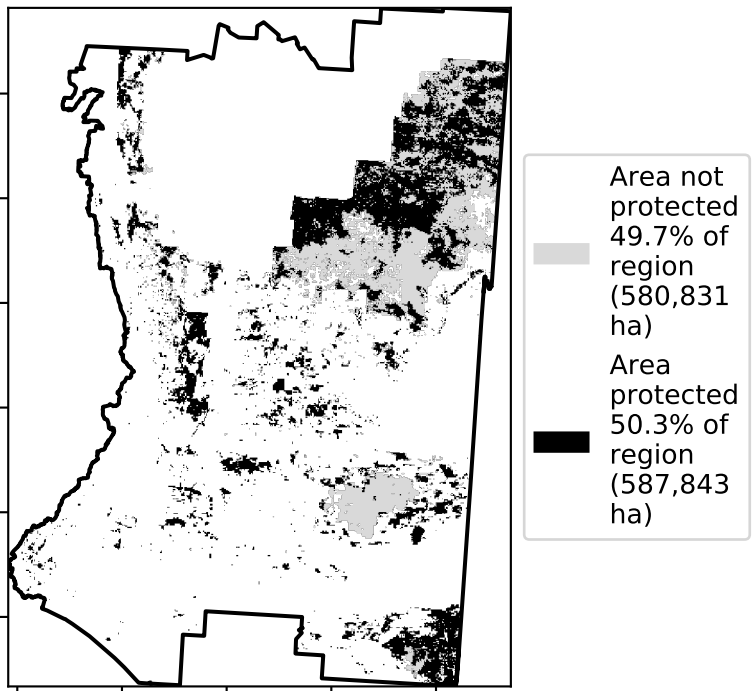 Area not
protected
49.7% of
region
(580,831
ha)
Area
protected
50.3% of
region
(587,843
ha)